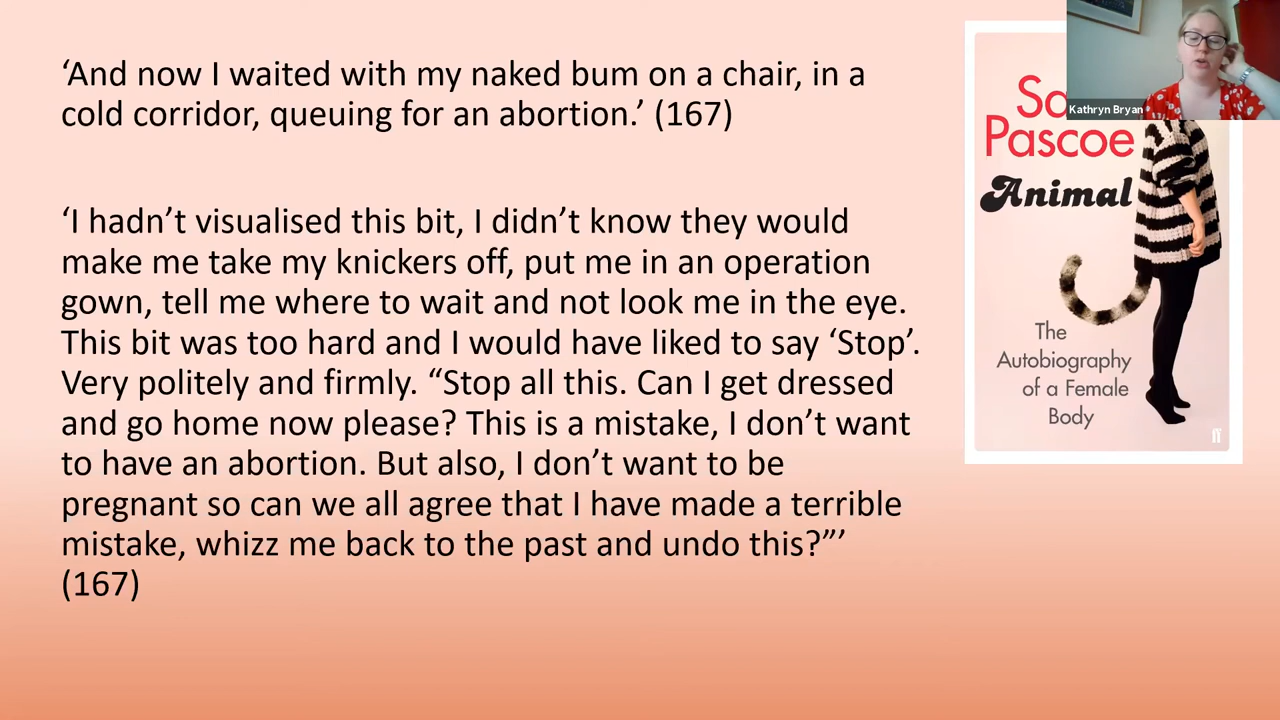 ‘And now I waited with my naked bum on a chair, in a
cold corridor, queuing for an abortion.’ (167)
‘I hadn’t visualised this bit, I didn’t know they would
make me take my knickers off, put me in an operation
gown, tell me where to wait and not look me in the eye.
This bit was too hard and I would have liked to say ‘Stop’.
Very politely and firmly. “Stop all this. Can I get dressed
and go home now please? This is a mistake, I don’t want
to have an abortion. But also, I don’t want to be
pregnant so can we all agree that I have made a terrible
mistake, whizz me back to the past and undo this?”’
(167)
Kathryn Bryan
Pascoe
Animal
The
Autobiography
of a Female
Body
ff